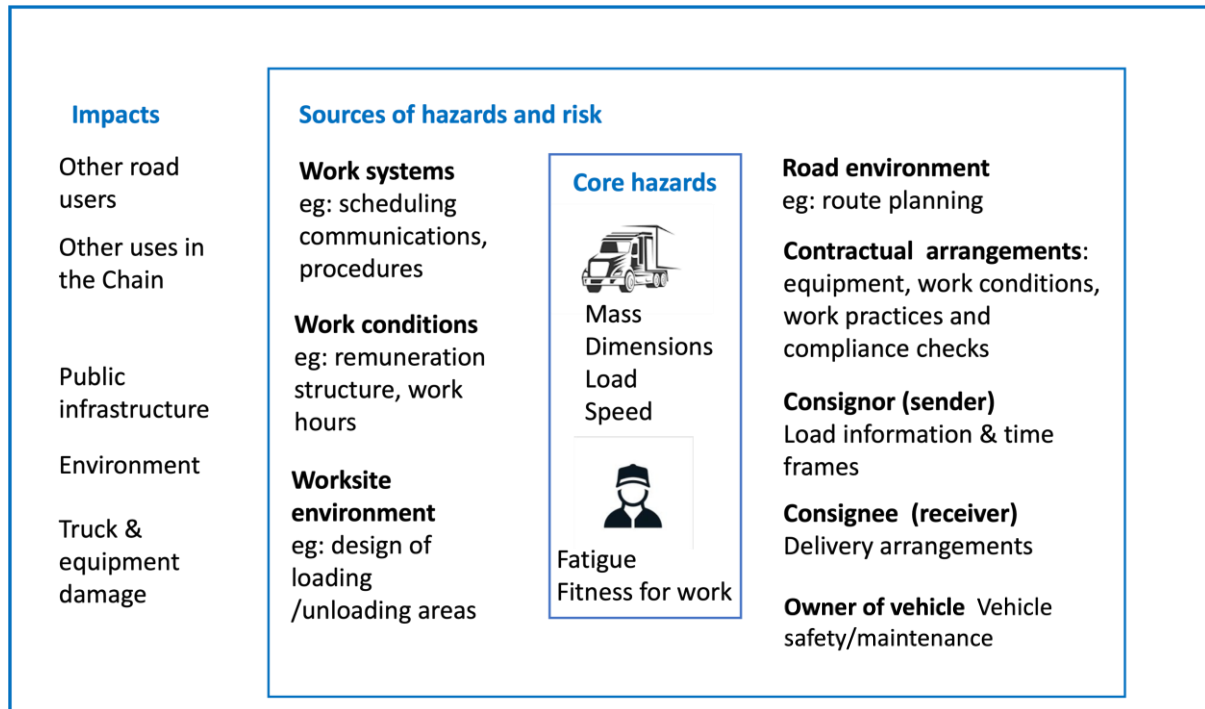 Impacts
Other road
users
Other uses in
the Chain
Public
infrastructure
Environment
Truck &
equipment
damage
Sources of hazards and risk
Work systems
eg: scheduling
communications,
procedures
Work conditions
eg: remuneration
structure, work
hours
Worksite
environment
eg: design of
loading
/unloading areas
Core hazards
Mass
Dimensions
Load
Speed
Fatigue
Fitness for work
Road environment
eg: route planning
Contractual arrangements:
equipment, work conditions,
work practices and
compliance checks
Consignor (sender)
Load information & time
frames
Consignee (receiver)
Delivery arrangements
Owner of vehicle Vehicle
safety/maintenance